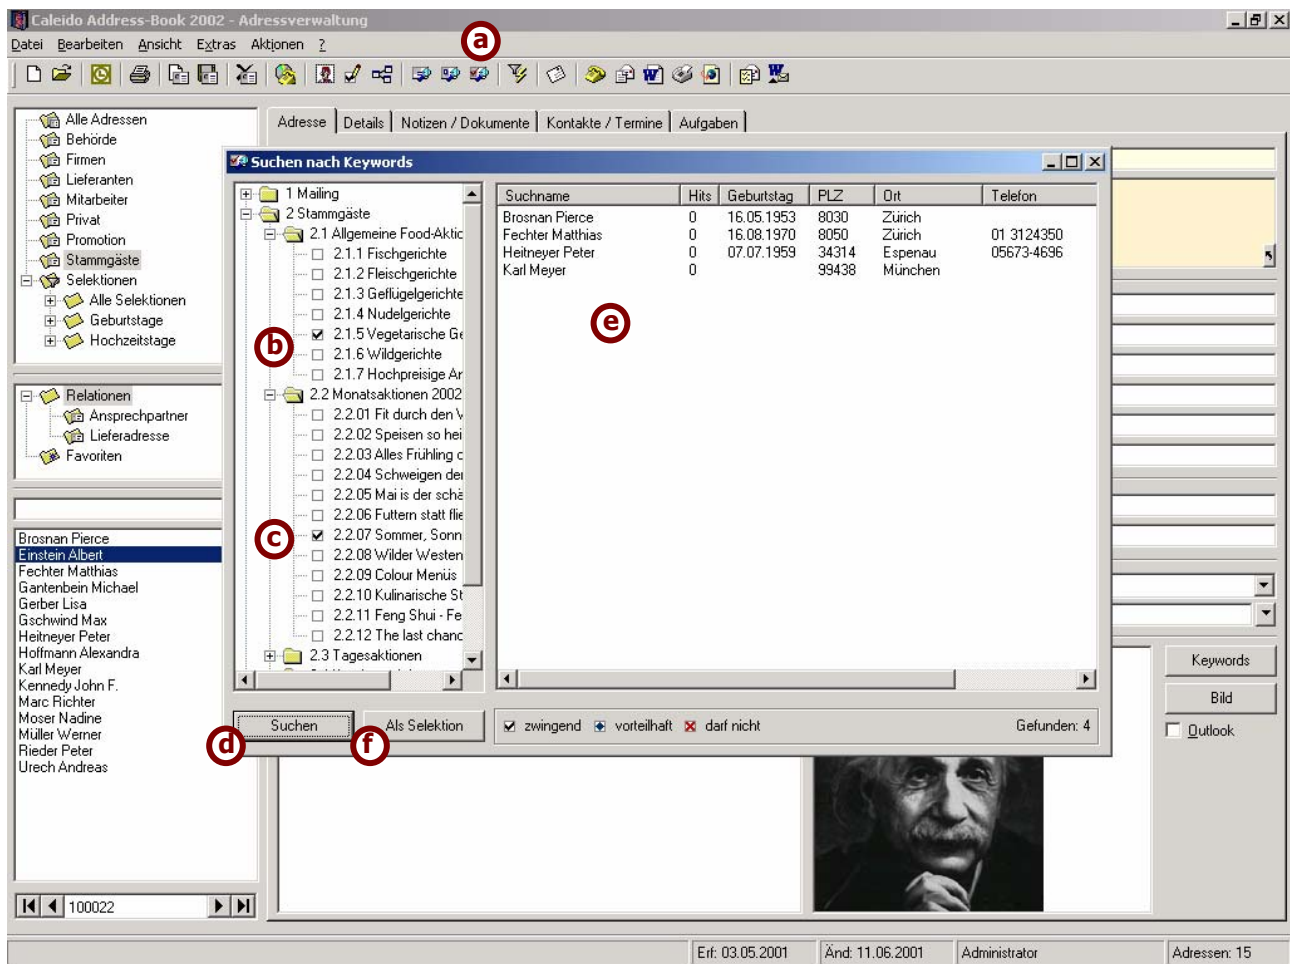 Caleido Address-Book 2002 - Adressverwaltung
Datei Bearbeiten Ansicht Extras Aktionen ?
a
Alle Adressen
Behörde
Firmen
Lieferanten
Mitarbeiter
Privat
Promotion
Stammgäste
Selektionen
Alle Selektionen
Geburtstage
Hochzeitstage
Relationen
Ansprechpartner
Lieferadresse
Favoriten
Brosnan Pierce
Einstein Albert
Fechter Matthias
Gantenbein Michael
Gerber Lisa
Gschwind Max
Heitneyer Peter
Hoffmann Alexandra
Karl Meyer
Kennedy John F.
Marc Richter
Moser Nadine
Müller Werner
Rieder Peter
Urech Andreas
100022
Adresse Details Notizen / Dokumente Kontakte / Termine Aufgaben
Suchen nach Keywords
1 Mailing
2 Stammgäste
2.1 Allgemeine Food-Aktic
2.1.1 Fischgerichte
2.1.2 Fleischgerichte
2.1.3 Geflügelgerichte
2.1.4 Nudelgerichte
b
2.1.5 Vegetarische Ge
2.1.6 Wildgerichte
2.1.7 Hochpreisige Ar
2.2 Monatsaktionen 2002
2.2.01 Fit durch den V
2.2.02 Speisen so hei
2.2.03 Alles Frühling o
2.2.04 Schweigen der
2.2.05 Mai is der schä
2.2.06 Futtern statt flie
c
2.2.07 Sommer, Sonn
2.2.08 Wilder Westen
2.2.09 Colour Menüs
2.2.10 Kulinarische St
2.2.11 Feng Shui - Fe
2.2.12 The last chanc
2.3 Tagesaktionen
Suchname Hits Geburtstag PLZ Ort Telefon
Brosnan Pierce 0 16.05.1953 8030 Zürich
Fechter Matthias 0 16.08.1970 8050 Zürich 01 3124350
Heitneyer Peter 0 07.07.1959 34314 Espenau 05673-4696
Karl Meyer 0 99438 München
e
d
Suchen
f
Als Selektion
zwingend vorteilhaft darf nicht Gefunden: 4
Keywords
Bild
Outlook
Erf: 03.05.2001 Änd: 11.06.2001 Administrator Adressen: 15